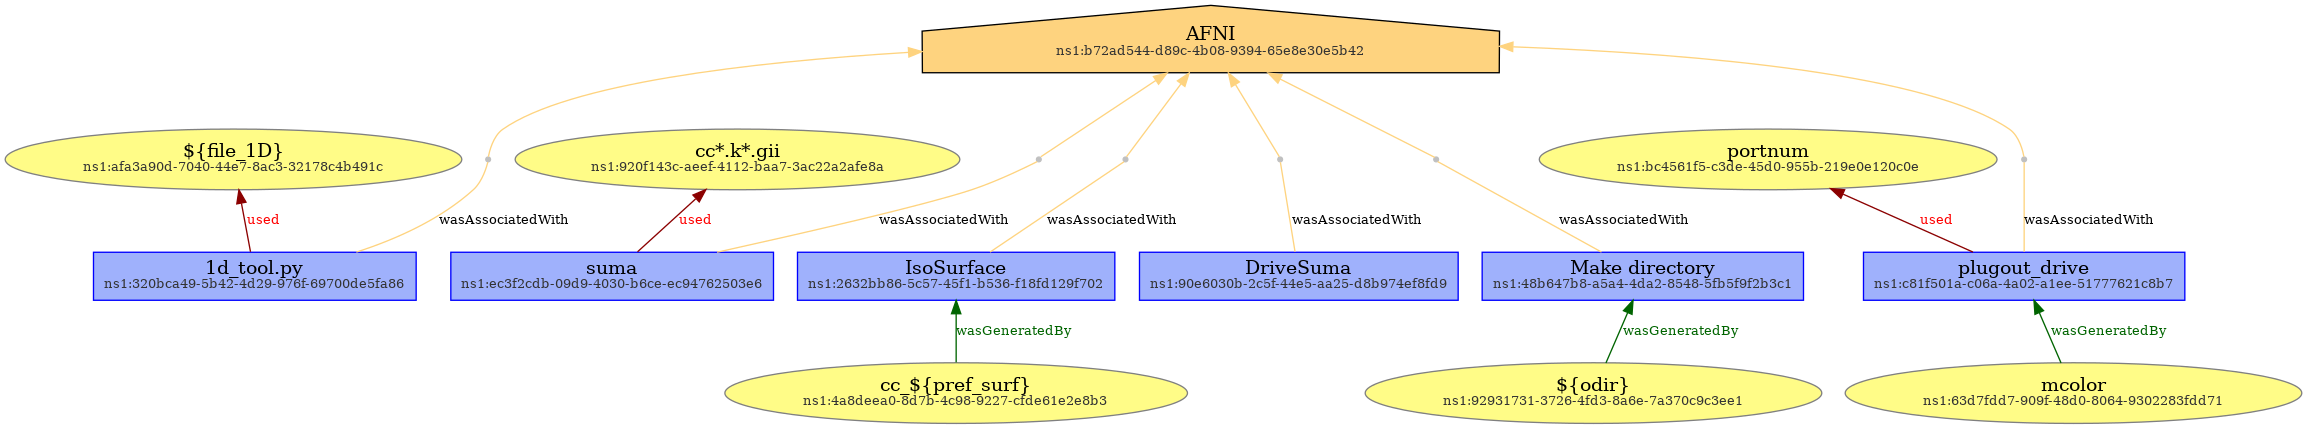 AFNI
ns1:b72ad544-d89c-4b08-9394-65e8e30e5b42
${file_1D}
ns1:afa3a90d-7040-44e7-8ac3-32178c4b491c
cc*.k*.gii
ns1:920f143c-aeef-4112-baa7-3ac22a2afe8a
portnum
ns1:bc4561f5-c3de-45d0-955b-219e0e120c0e
used
wasAssociatedWith
used
wasAssociatedWith
wasAssociatedWith
wasAssociatedWith
wasAssociatedWith
used
wasAssociatedWith
1d_tool.py
ns1:320bca49-5b42-4d29-976f-69700de5fa86
suma
ns1:ec3f2cdb-09d9-4030-b6ce-ec94762503e6
IsoSurface
ns1:2632bb86-5c57-45f1-b536-f18fd129f702
DriveSuma
ns1:90e6030b-2c5f-44e5-aa25-d8b974ef8fd9
Make directory
ns1:48b647b8-a5a4-4da2-8548-5fb5f9f2b3c1
plugout_drive
ns1:c81f501a-c06a-4a02-a1ee-51777621c8b7
wasGeneratedBy
wasGeneratedBy
wasGeneratedBy
cc_${pref_surf}
ns1:4a8deea0-8d7b-4c98-9227-cfde61e2e8b3
${odir}
ns1:92931731-3726-4fd3-8a6e-7a370c9c3ee1
mcolor
ns1:63d7fdd7-909f-48d0-8064-9302283fdd71